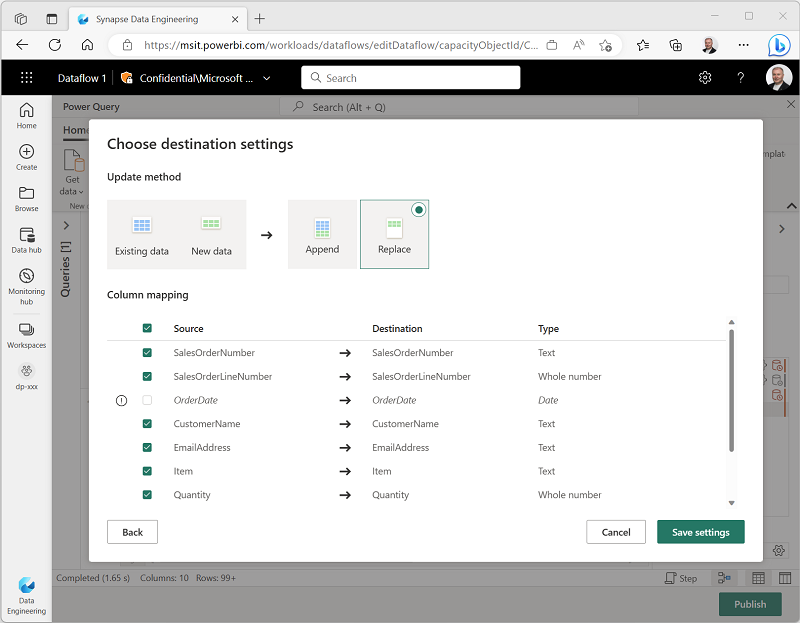 Synapse Data Engineering
https://msit.powerbi.com/workloads/dataflows/editDataflow/capacityObjectId/C...
Dataflow 1
Confidential\Microsoft ...
Search
?
Home
Create
Browse
Data hub
Monitoring
hub
Workspaces
dp-xxx
Data
Engineering
Power Query
Search (Alt + Q)
Hom
Get
data
New
Queries [1]
mplat
Choose destination settings
Update method
Existing data
New data
Append
Replace
Column mapping
Source Destination Type
SalesOrderNumber SalesOrderNumber Text
SalesOrderLineNumber SalesOrderLineNumber Whole number
OrderDate OrderDate Date
CustomerName CustomerName Text
EmailAddress EmailAddress Text
Item Item Text
Quantity Quantity Whole number
Back
Cancel
Save settings
Completed (1.65 s) Columns: 10 Rows: 99+
Step
Publish